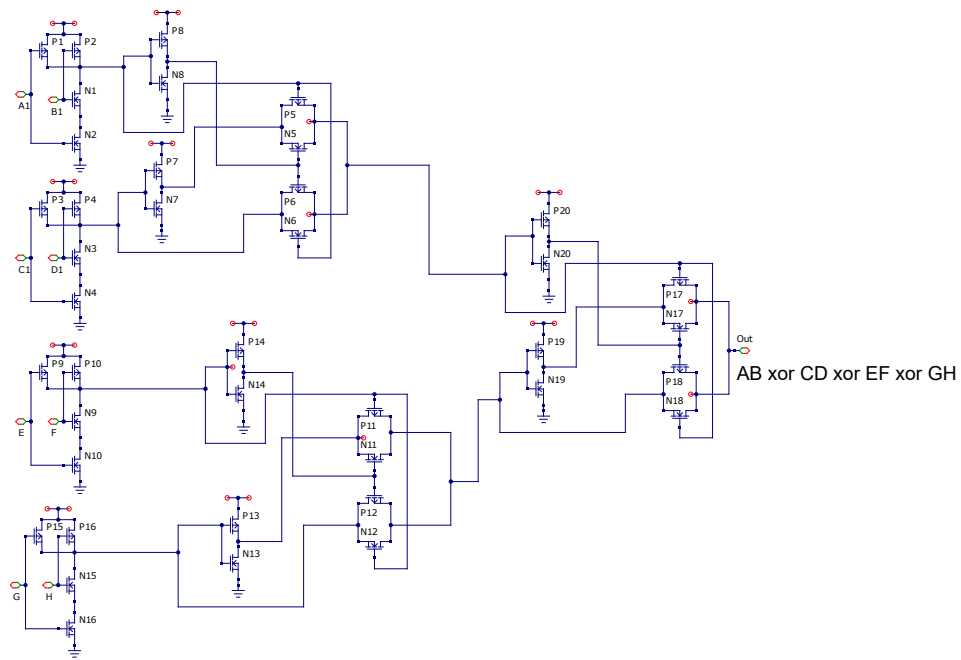 P8
P1 P2
N8
N1
A1 B1
P5
N5
N2
P7
N7
P3 P4
P6
N6
P20
N3
N20
C1 D1
N4
P17
N17
P14
P19
Out
P9 P10
AB xor CD xor EF xor GH
N14
N19
P18
N18
N9
P11
E F
N11
N10
P13
P12
P15 P16
N12
N13
N15
G H
N16